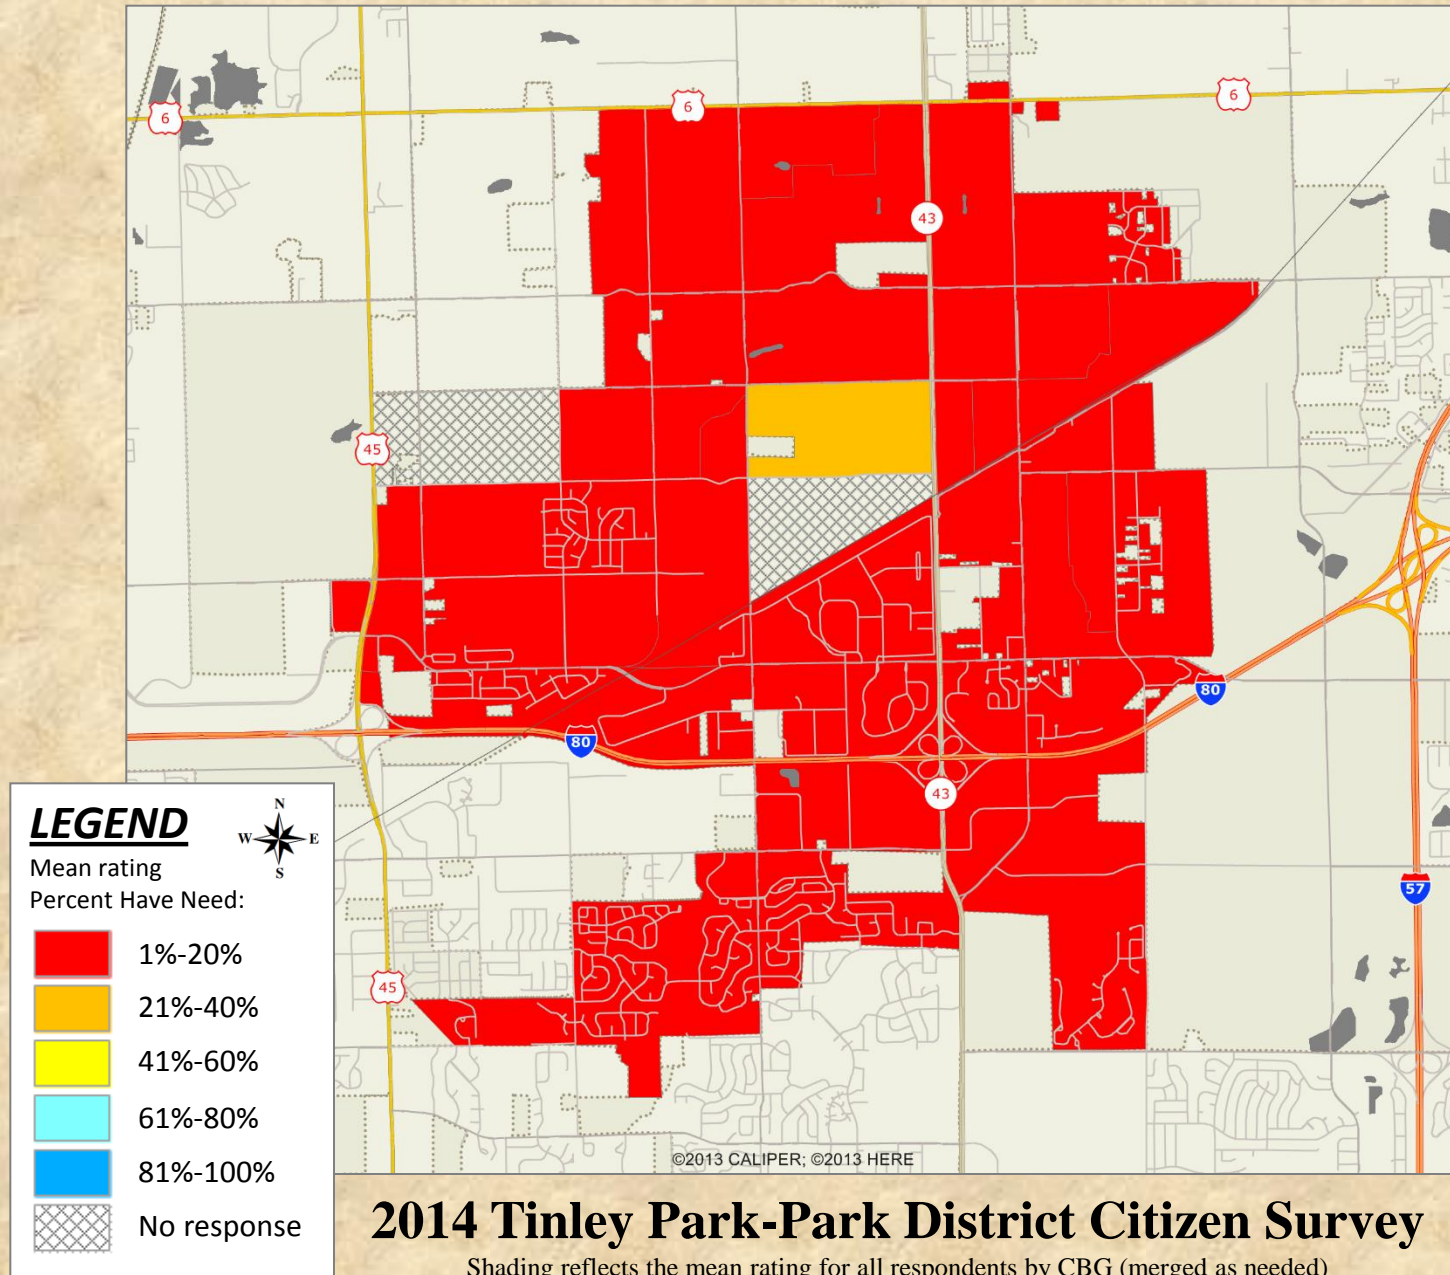 6
6
6
43
45
80
80
43
57
45
LEGEND
N
W E
S
Mean rating
Percent Have Need:
1%-20%
21%-40%
41%-60%
61%-80%
81%-100%
No response
©2013 CALIPER; ©2013 HERE
2014 Tinley Park-Park District Citizen Survey
Shading reflects the mean rating for all respondents by CBG (merged as needed)